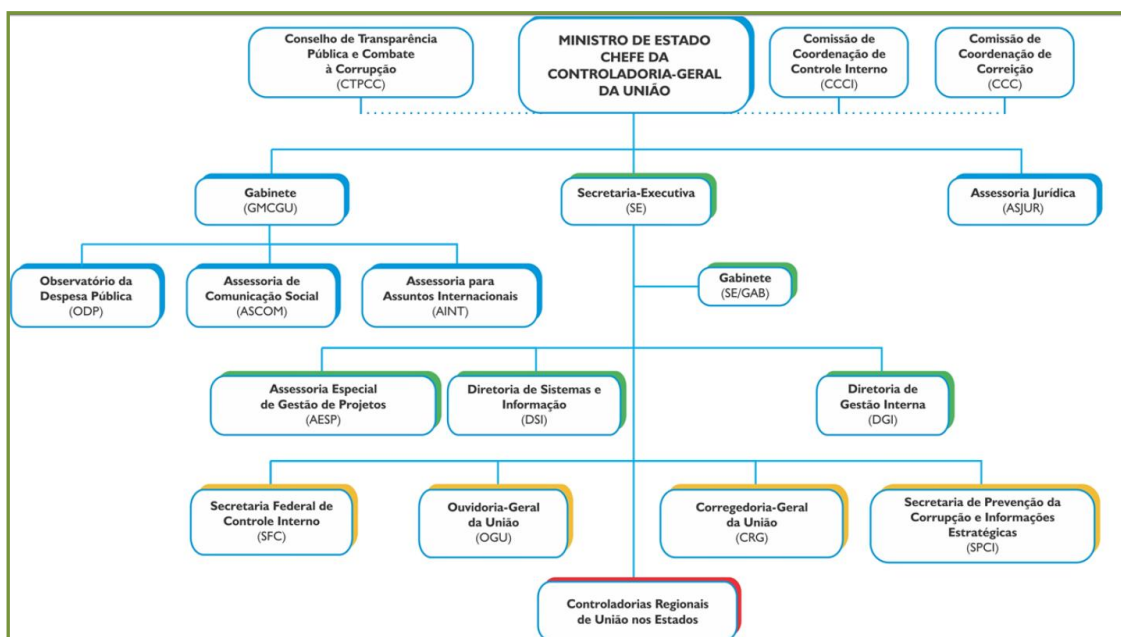 Conselho de Transparência
Pública e Combate
à Corrupção
(CTPCC)
MINISTRO DE ESTADO
CHEFE DA
CONTROLADORIA-GERAL
DA UNIÃO
Comissão de
Coordenação de
Controle Interno
(CCCI)
Comissão de
Coordenação de
Correição
(CCC)
Gabinete
(GMCGU)
Secretaria-Executiva
(SE)
Assessoria Jurídica
(ASJUR)
Observatório da
Despesa Pública
(ODP)
Assessoria de
Comunicação Social
(ASCOM)
Assessoria para
Assuntos Internacionais
(AINT)
Gabinete
(SE/GAB)
Assessoria Especial
de Gestão de Projetos
(AESP)
Diretoria de Sistemas e
Informação
(DSI)
Diretoria de
Gestão Interna
(DGI)
Secretaria Federal de
Controle Interno
(SFC)
Ouvidoria-Geral
da União
(OGU)
Corregedoria-Geral
da União
(CRG)
Secretaria de Prevenção da
Corrupção e Informações
Estratégicas
(SPCI)
Controladorias Regionais
de União nos Estados